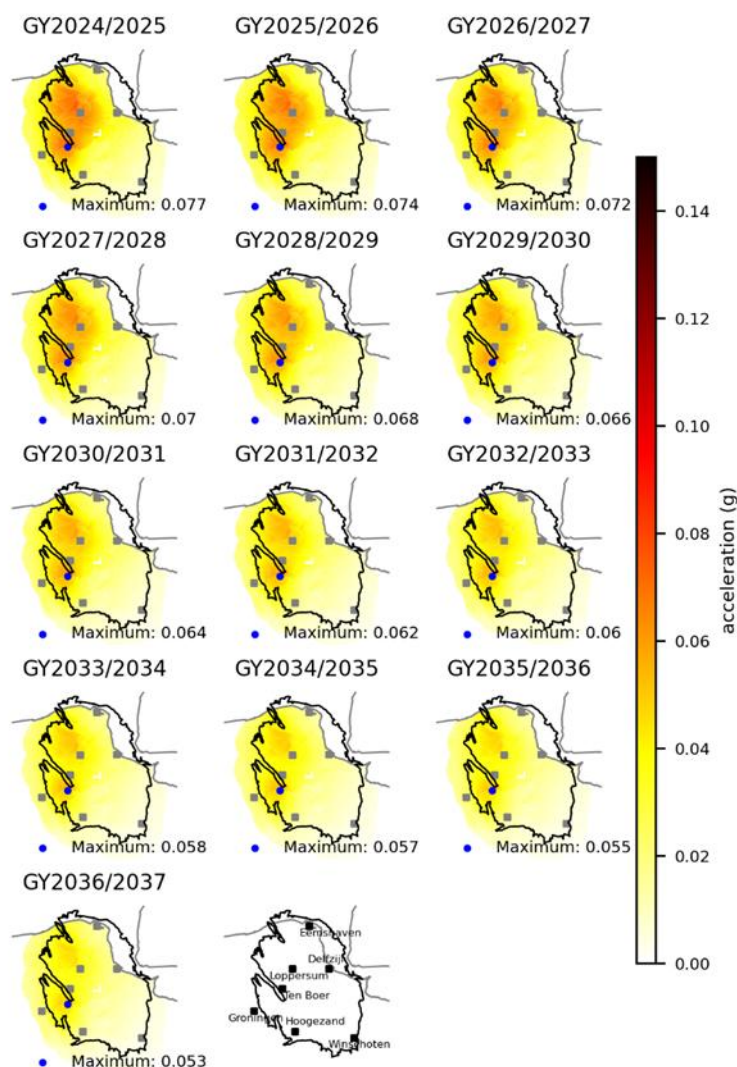 GY2024/2025
GY2025/2026
GY2026/2027
Maximum: 0.077
Maximum: 0.074
Maximum: 0.072
GY2027/2028
GY2028/2029
GY2029/2030
Maximum: 0.07
Maximum: 0.068
Maximum: 0.066
GY2030/2031
GY2031/2032
GY2032/2033
Maximum: 0.064
Maximum: 0.062
Maximum: 0.06
GY2033/2034
GY2034/2035
GY2035/2036
Maximum: 0.058
Maximum: 0.057
Maximum: 0.055
GY2036/2037
Maximum: 0.053
Eemshaven
Delfzijl
Loppersum
Ten Boer
Groningen
Hoogezand
Winschoten
0.14
0.12
0.10
0.08
0.06
0.04
0.02
0.00
acceleration (g)